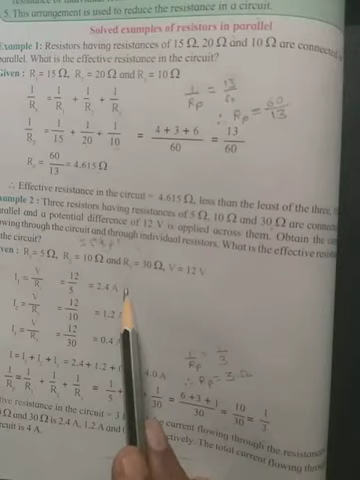 5. This arrangement is used to reduce the resistance in a circuit.
Solved examples of resistors in parallel
Example 1: Resistors having resistances of 15 Ω, 20 Ω and 10 Ω are connected
parallel. What is the effective resistance in the circuit?
Given : R₁ = 15 Ω, R₂ = 20 Ω and R₃ = 10 Ω
1/Rₚ = 1/R₁ + 1/R₂ + 1/R₃
1/Rₚ = 13/60
∴ Rₚ = 60/13
1/Rₚ = 1/15 + 1/20 + 1/10 = (4 + 3 + 6)/60 = 13/60
Rₚ = 60/13 = 4.615 Ω
∴ Effective resistance in the circuit = 4.615 Ω, less than the least of the three,
Example 2: Three resistors having resistances of 5 Ω, 10 Ω and 30 Ω are connec
parallel and a potential difference of 12 V is applied across them. Obtain the
flowing through the circuit and through individual resistors. What is the effective resis
the circuit?
Given : R₁ = 5 Ω, R₂ = 10 Ω and R₃ = 30 Ω, V = 12 V
I₁ = V/R₁ = 12/5 = 2.4 A
I₂ = V/R₂ = 12/10 = 1.2
I₃ = V/R₃ = 12/30 = 0.4
1/Rₚ = 1/3
∴ Rₚ = 3 Ω
I = I₁ + I₂ + I₃ = 2.4 + 1.2 + 4.0 A
1/Rₚ = 1/R₁ + 1/R₂ + 1/R₃ = 1/5 + 1/30 = (6 + 3 + 1)/30 = 10/30 = 1/3
tive resistance in the circuit = 3 current flowing through the resistances
Ω and 30 Ω is 2.4 A, 1.2 A and ectively. The total current flowing through
rcuit is 4 A.